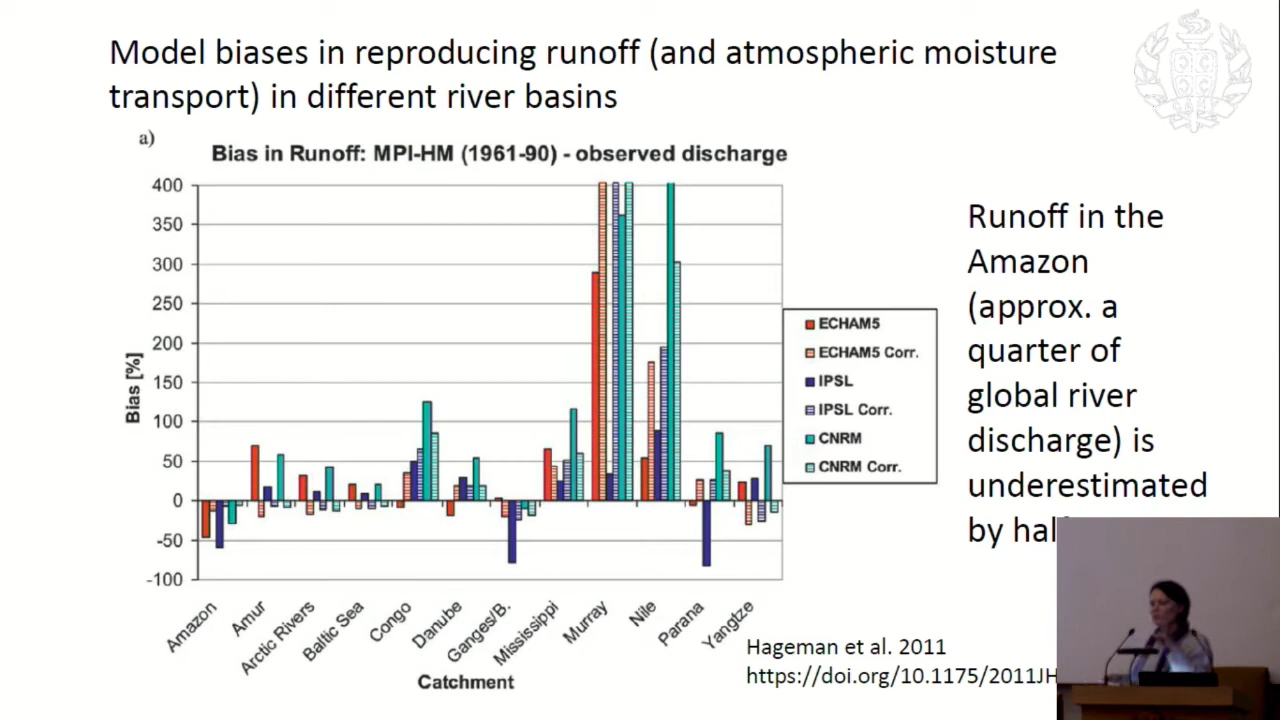 Model biases in reproducing runoff (and atmospheric moisture
transport) in different river basins
a)
Bias in Runoff: MPI-HM (1961-90) - observed discharge
400
350
300
250
200
150
100
50
0
-50
-100
Bias [%]
Amazon
Amur
Arctic Rivers
Baltic Sea
Congo
Danube
Ganges/B.
Mississippi
Murray
Nile
Parana
Yangtze
Catchment
ECHAM5
ECHAM5 Corr.
IPSL
IPSL Corr.
CNRM
CNRM Corr.
Runoff in the
Amazon
(approx. a
quarter of
global river
discharge) is
underestimated
by
Hageman et al. 2011
https://doi.org/10.1175/2011JH